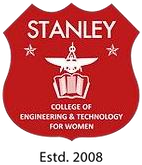 STANLEY
COLLEGE OF
ENGINEERING & TECHNOLOGY
FOR WOMEN
Estd. 2008